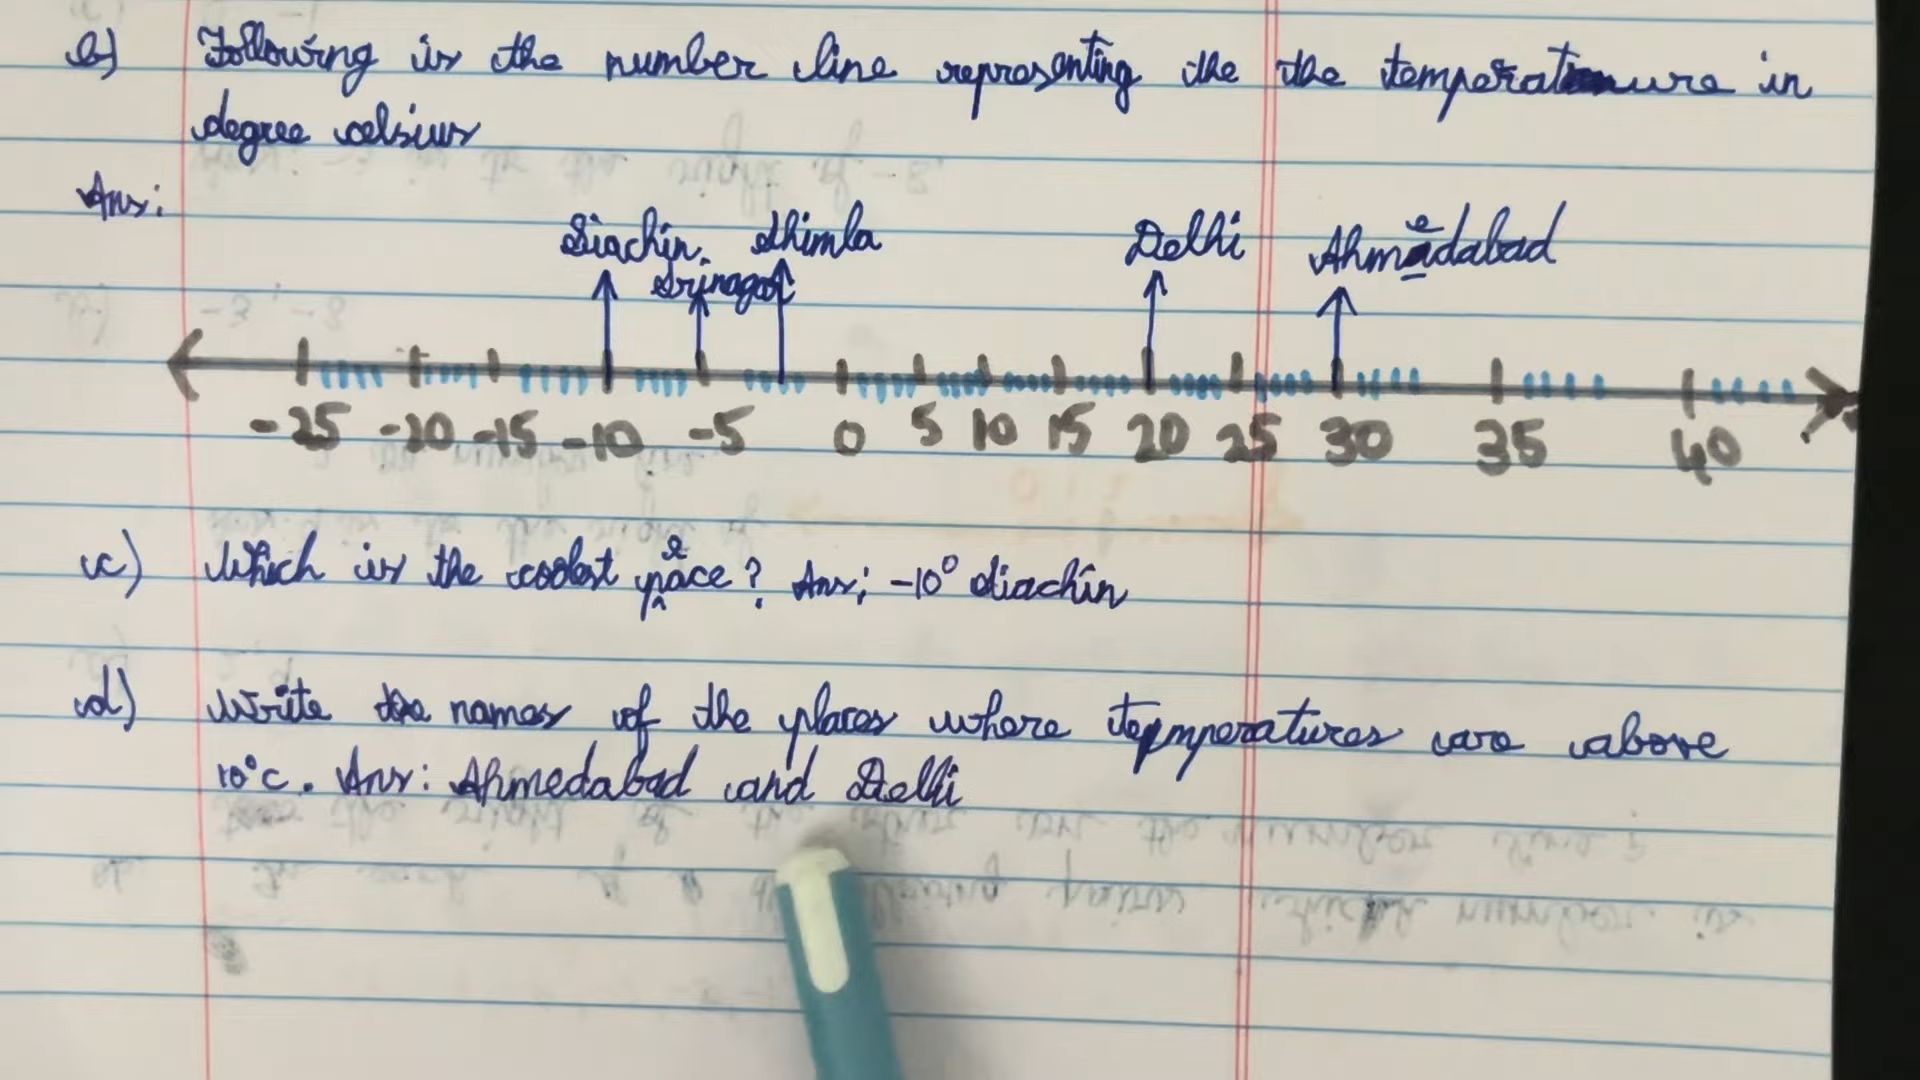 b) Following is the number line representing the the temperature in
degree celsius
Ans:
Siachin Shimla Delhi Ahmedabad
Srinagar
-25 -20 -15 -10 -5 0 5 10 15 20 25 30 35 40
c) Which is the coolest place? Ans: -10° Siachin
d) Write the names of the places where temperatures are above
10°C. Ans: Ahmedabad and Delhi